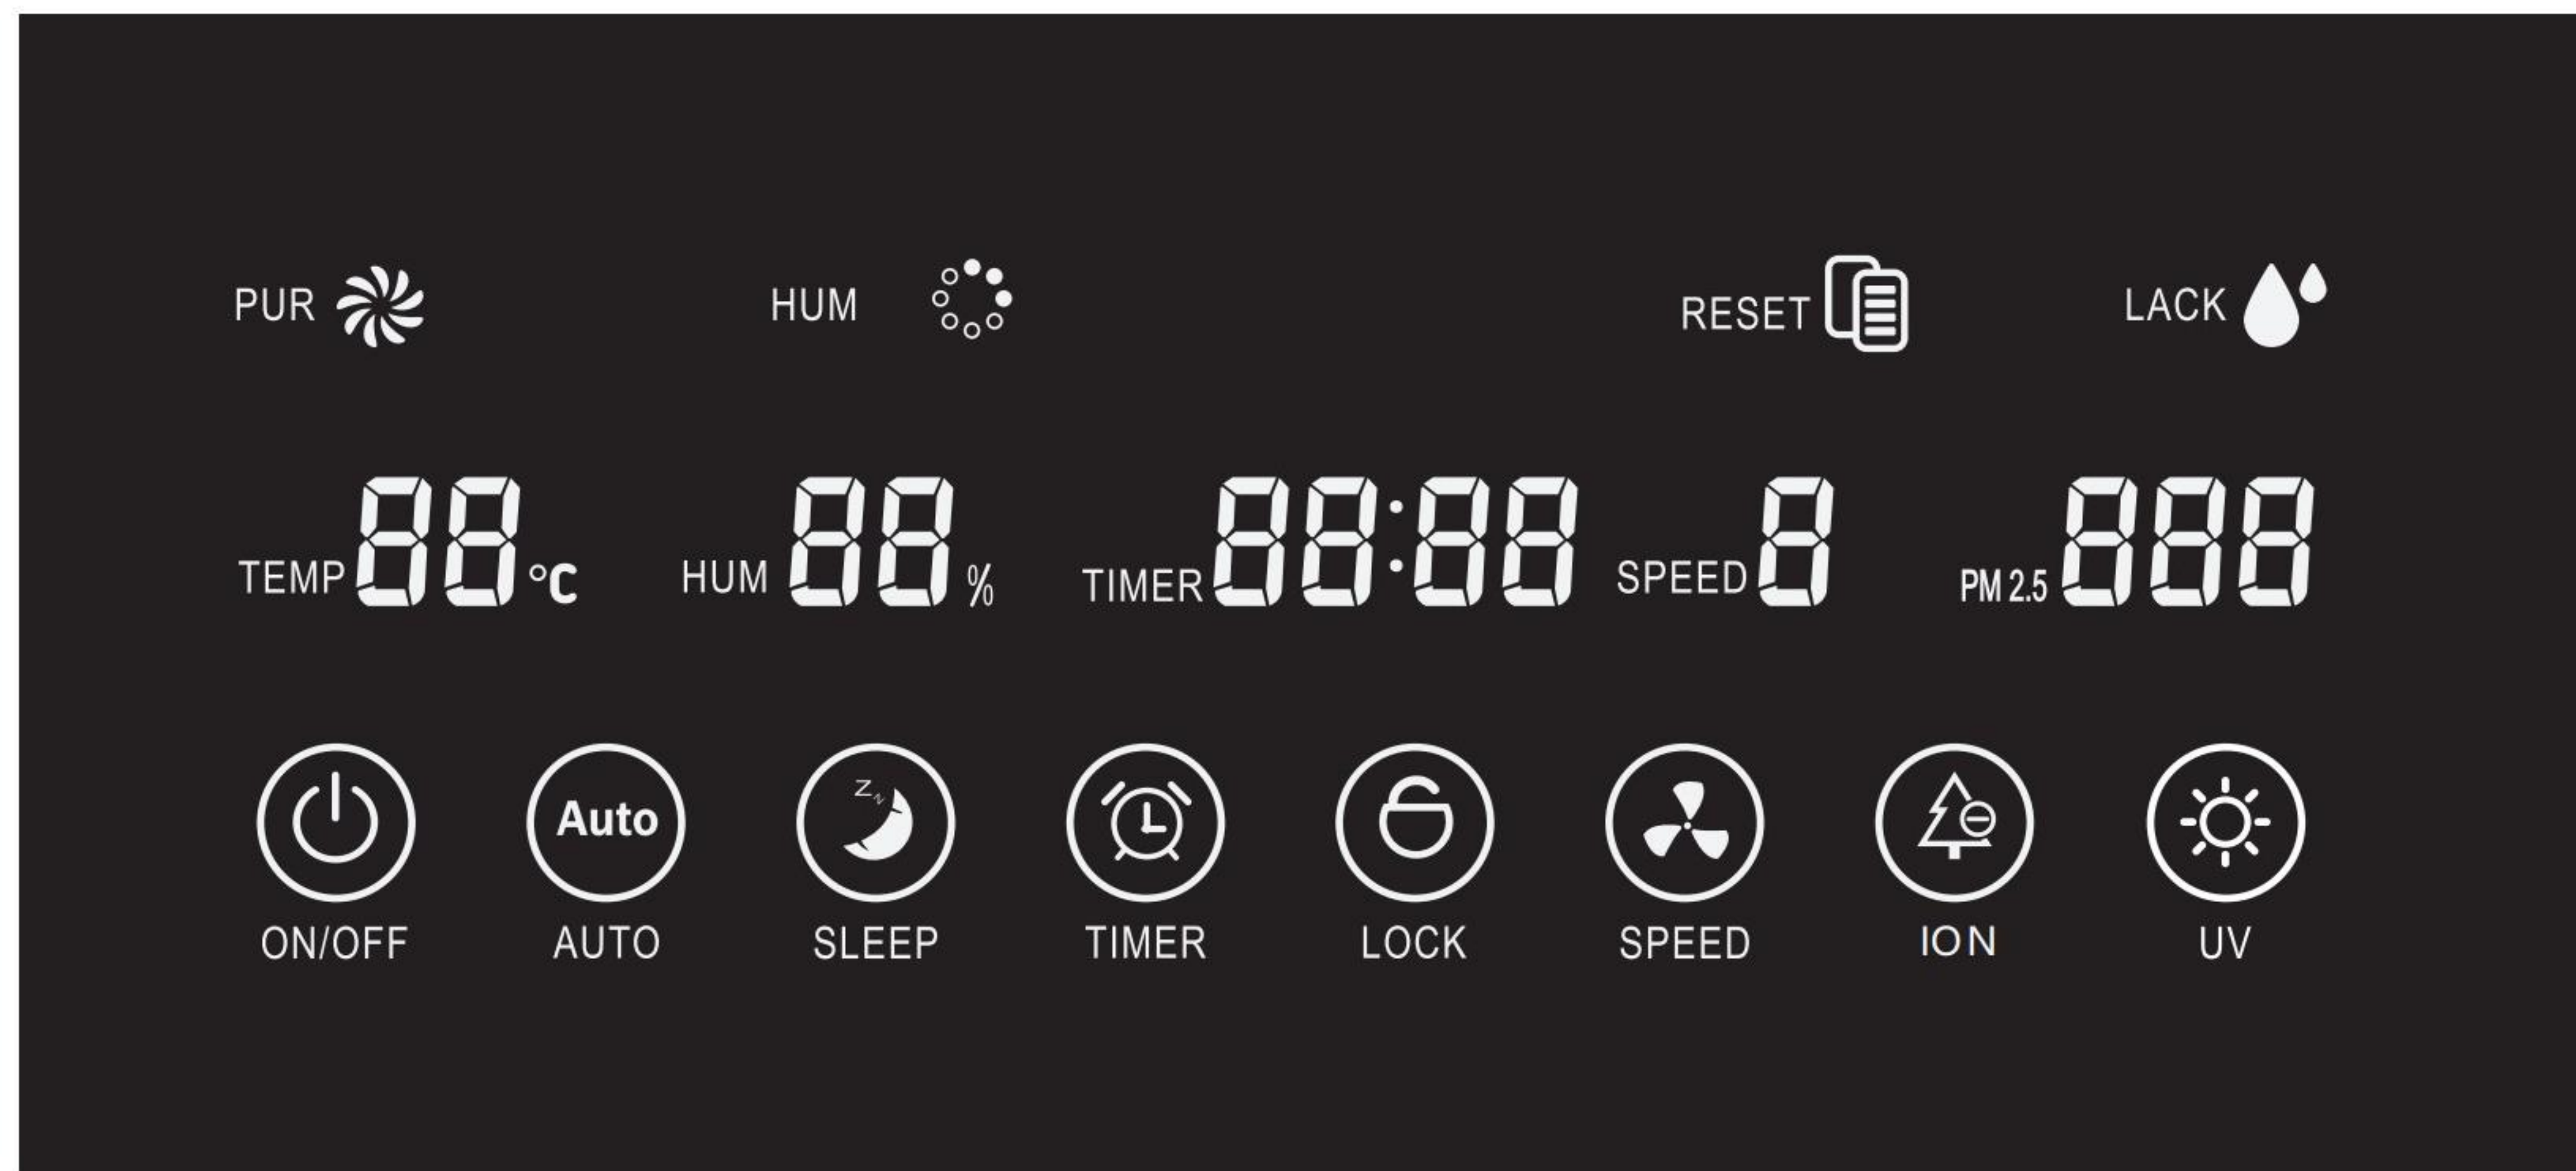 PUR HUM RESET LACK
TEMP 88 °C HUM 88 % TIMER 88:88 SPEED 8 PM 2.5 888
Auto Z Z
ON/OFF AUTO SLEEP TIMER LOCK SPEED ION UV